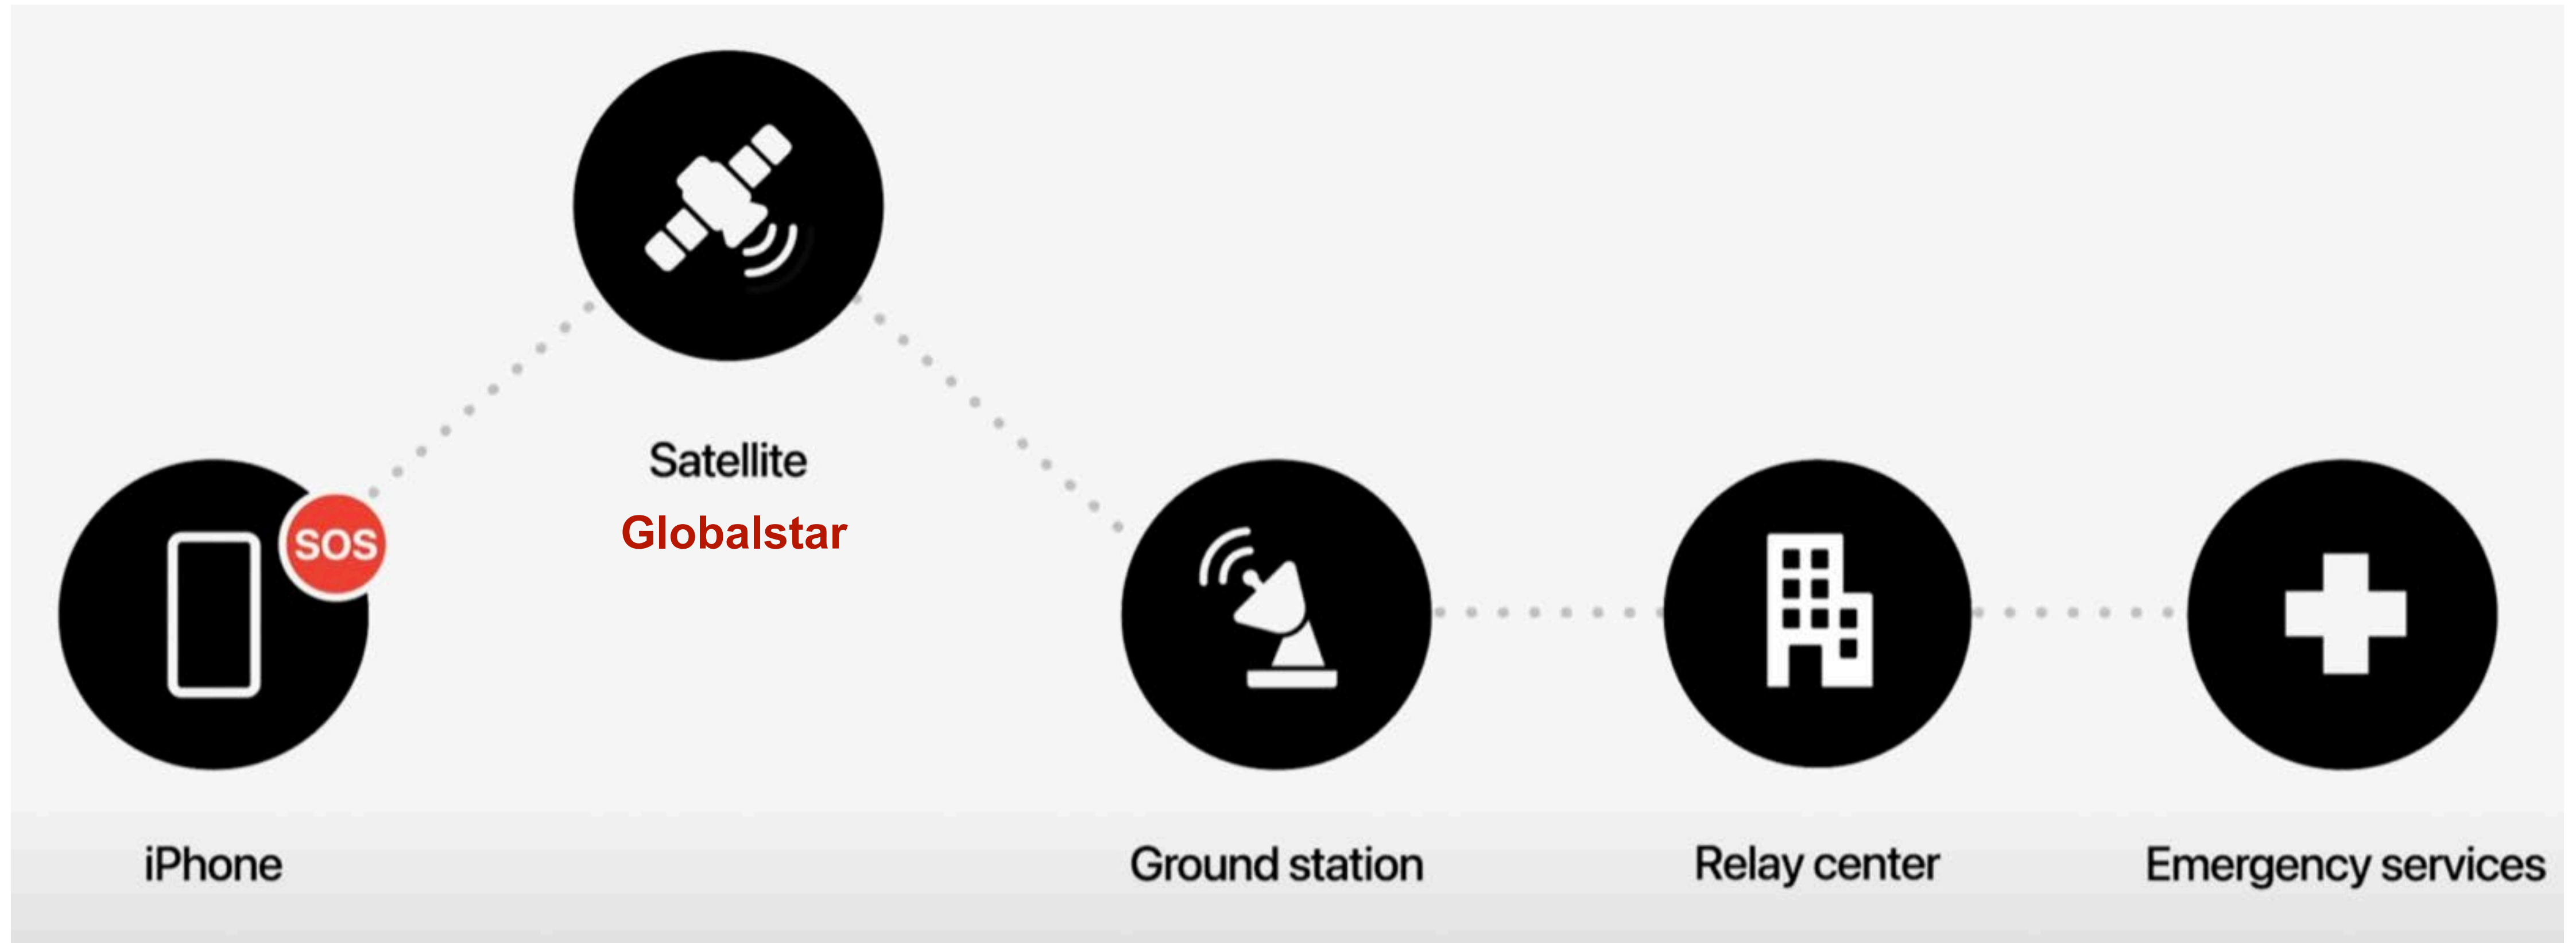 SOS
Satellite
Globalstar
iPhone
Ground station
Relay center
Emergency services